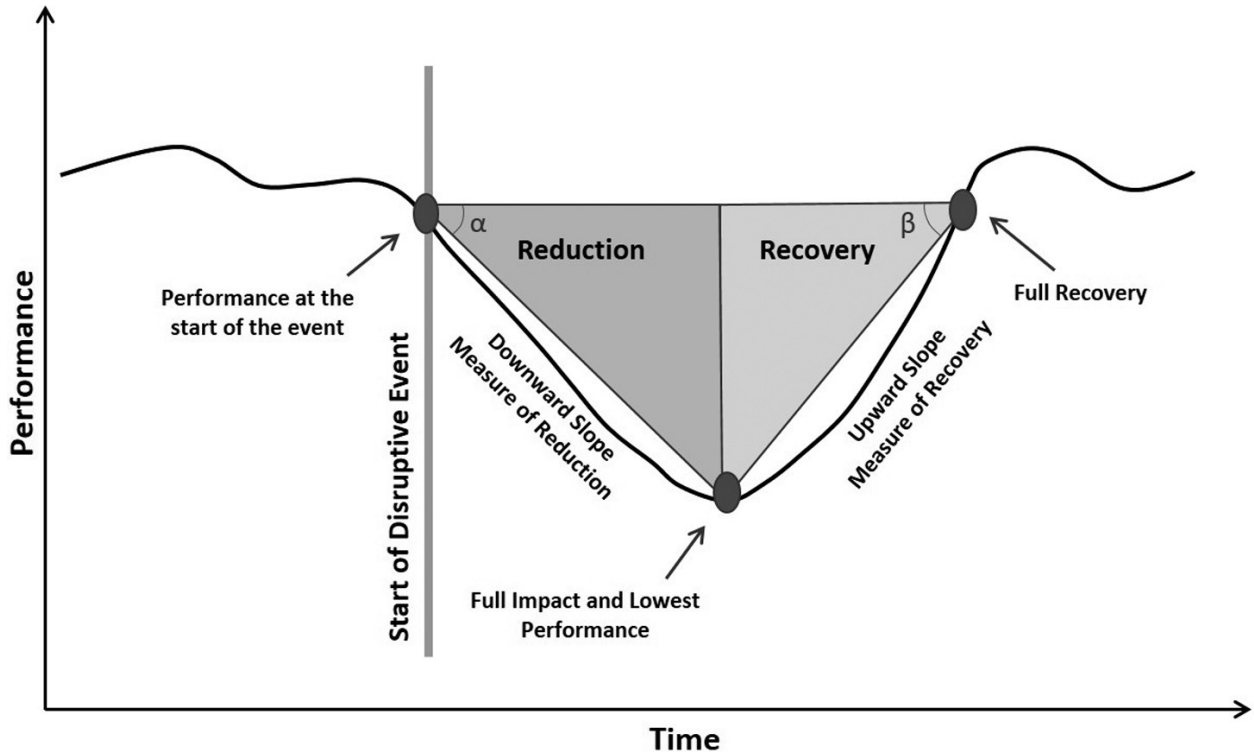 Performance
α
β
Reduction
Recovery
Performance at the
start of the event
Full Recovery
Start of Disruptive Event
Downward Slope
Measure of Reduction
Upward Slope
Measure of Recovery
Full Impact and Lowest
Performance
Time